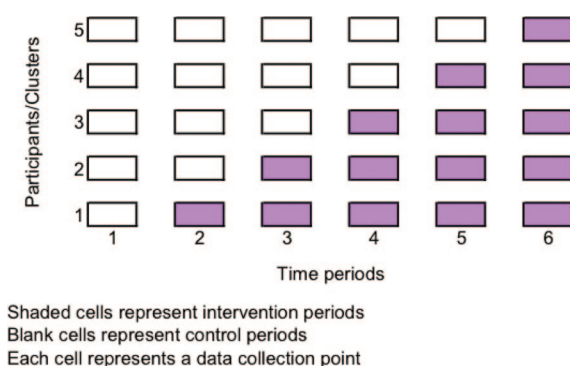 5
4
Participants/Clusters
3
2
1
1 2 3 4 5 6
Time periods
Shaded cells represent intervention periods
Blank cells represent control periods
Each cell represents a data collection point